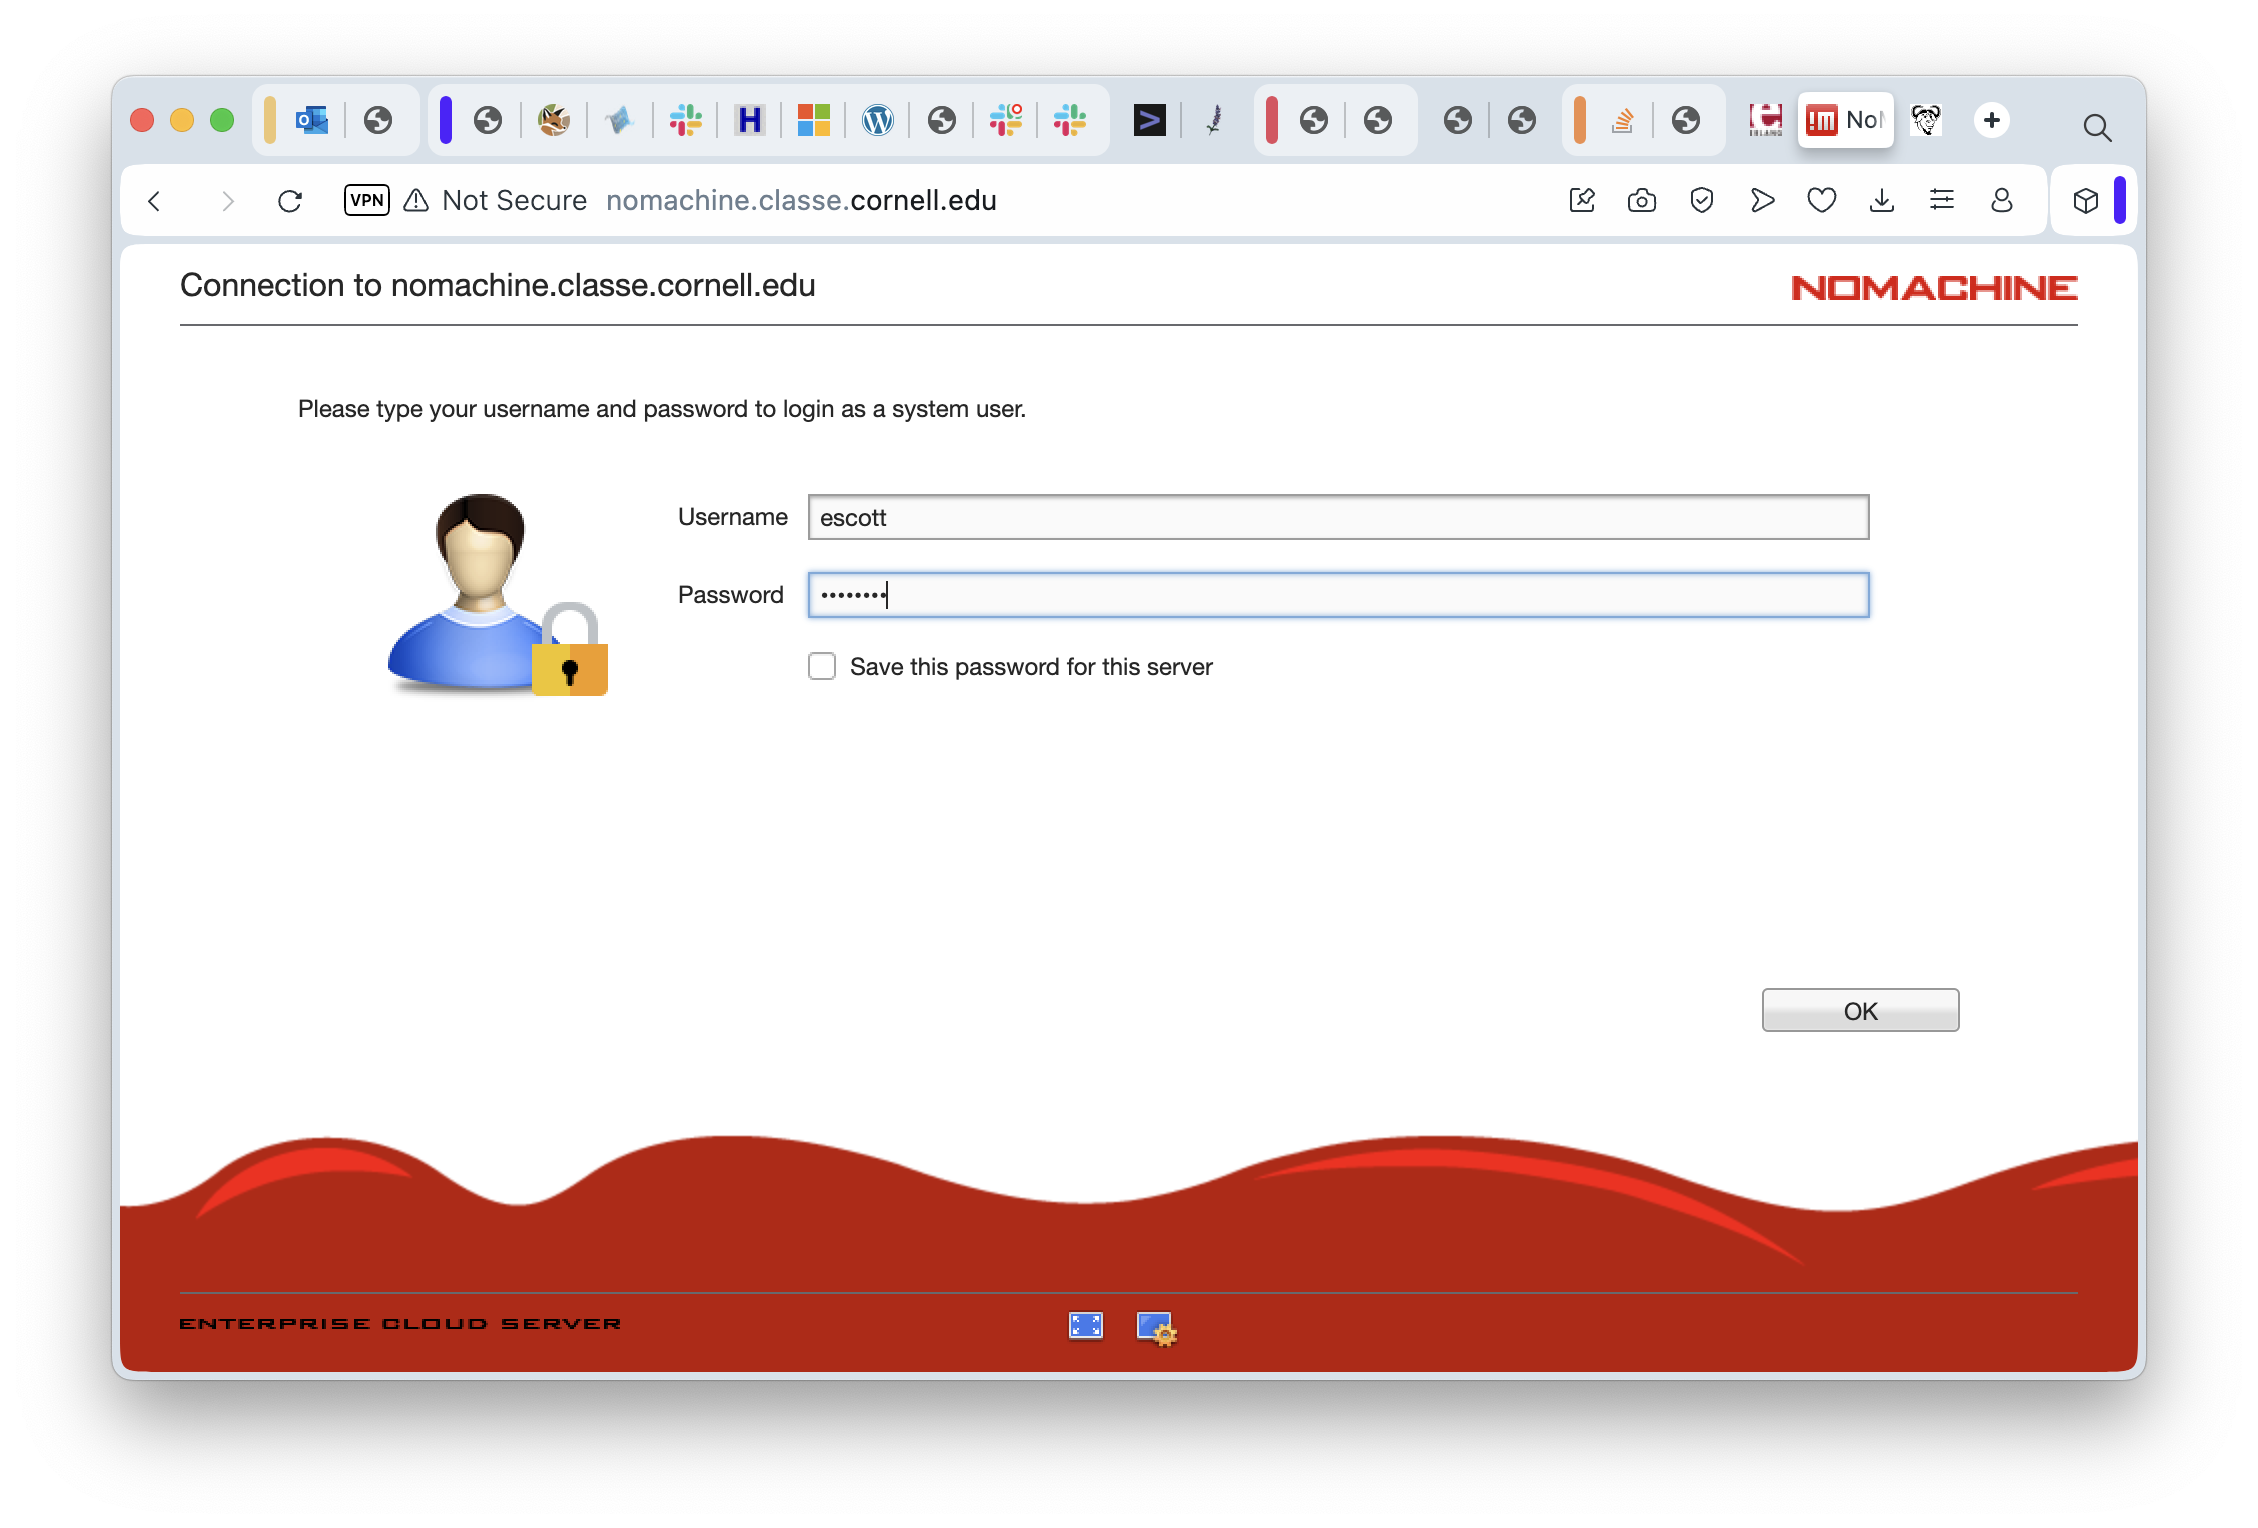 NoM
VPN Not Secure nomachine.classe.cornell.edu
Connection to nomachine.classe.cornell.edu
NOMACHINE
Please type your username and password to login as a system user.
Username escott
Password ••••••••
Save this password for this server
OK
ENTERPRISE CLOUD SERVER